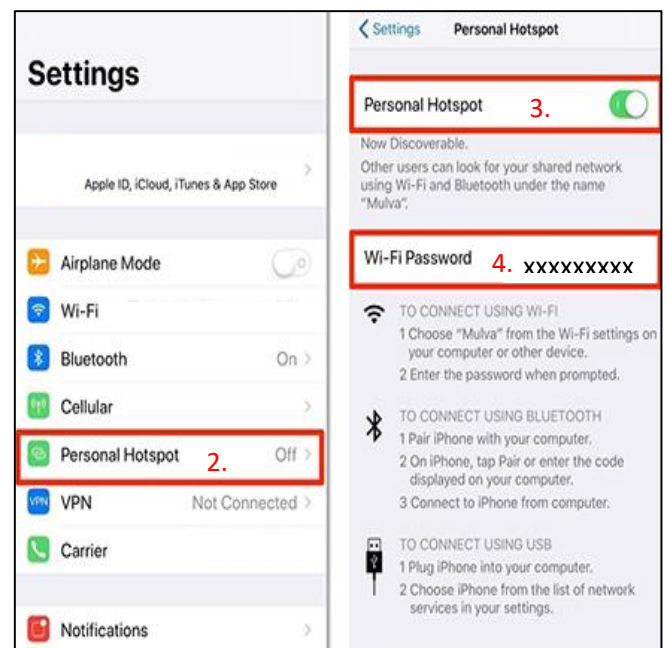 Settings
Apple ID, iCloud, iTunes & App Store
Airplane Mode
Wi-Fi
Bluetooth On
Cellular
Personal Hotspot 2. Off
VPN VPN Not Connected
Carrier
Notifications
Settings Personal Hotspot
Personal Hotspot 3.
Now Discoverable.
Other users can look for your shared network
using Wi-Fi and Bluetooth under the name
"Mulva".
Wi-Fi Password 4. xxxxxxxxx
TO CONNECT USING WI-FI
1 Choose "Mulva" from the Wi-Fi settings on
your computer or other device.
2 Enter the password when prompted.
TO CONNECT USING BLUETOOTH
1 Pair iPhone with your computer.
2 On iPhone, tap Pair or enter the code
displayed on your computer.
3 Connect to iPhone from computer.
TO CONNECT USING USB
1 Plug iPhone into your computer.
2 Choose iPhone from the list of network
services in your settings.